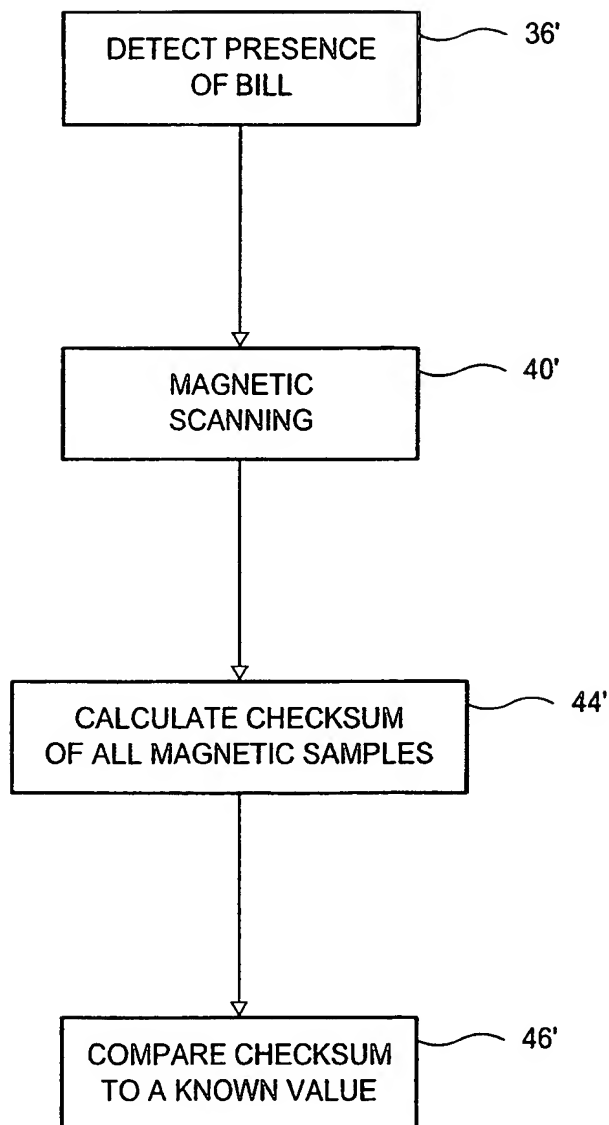 DETECT PRESENCE
OF BILL
36'
MAGNETIC
SCANNING
40'
CALCULATE CHECKSUM
OF ALL MAGNETIC SAMPLES
44'
COMPARE CHECKSUM
TO A KNOWN VALUE
46'